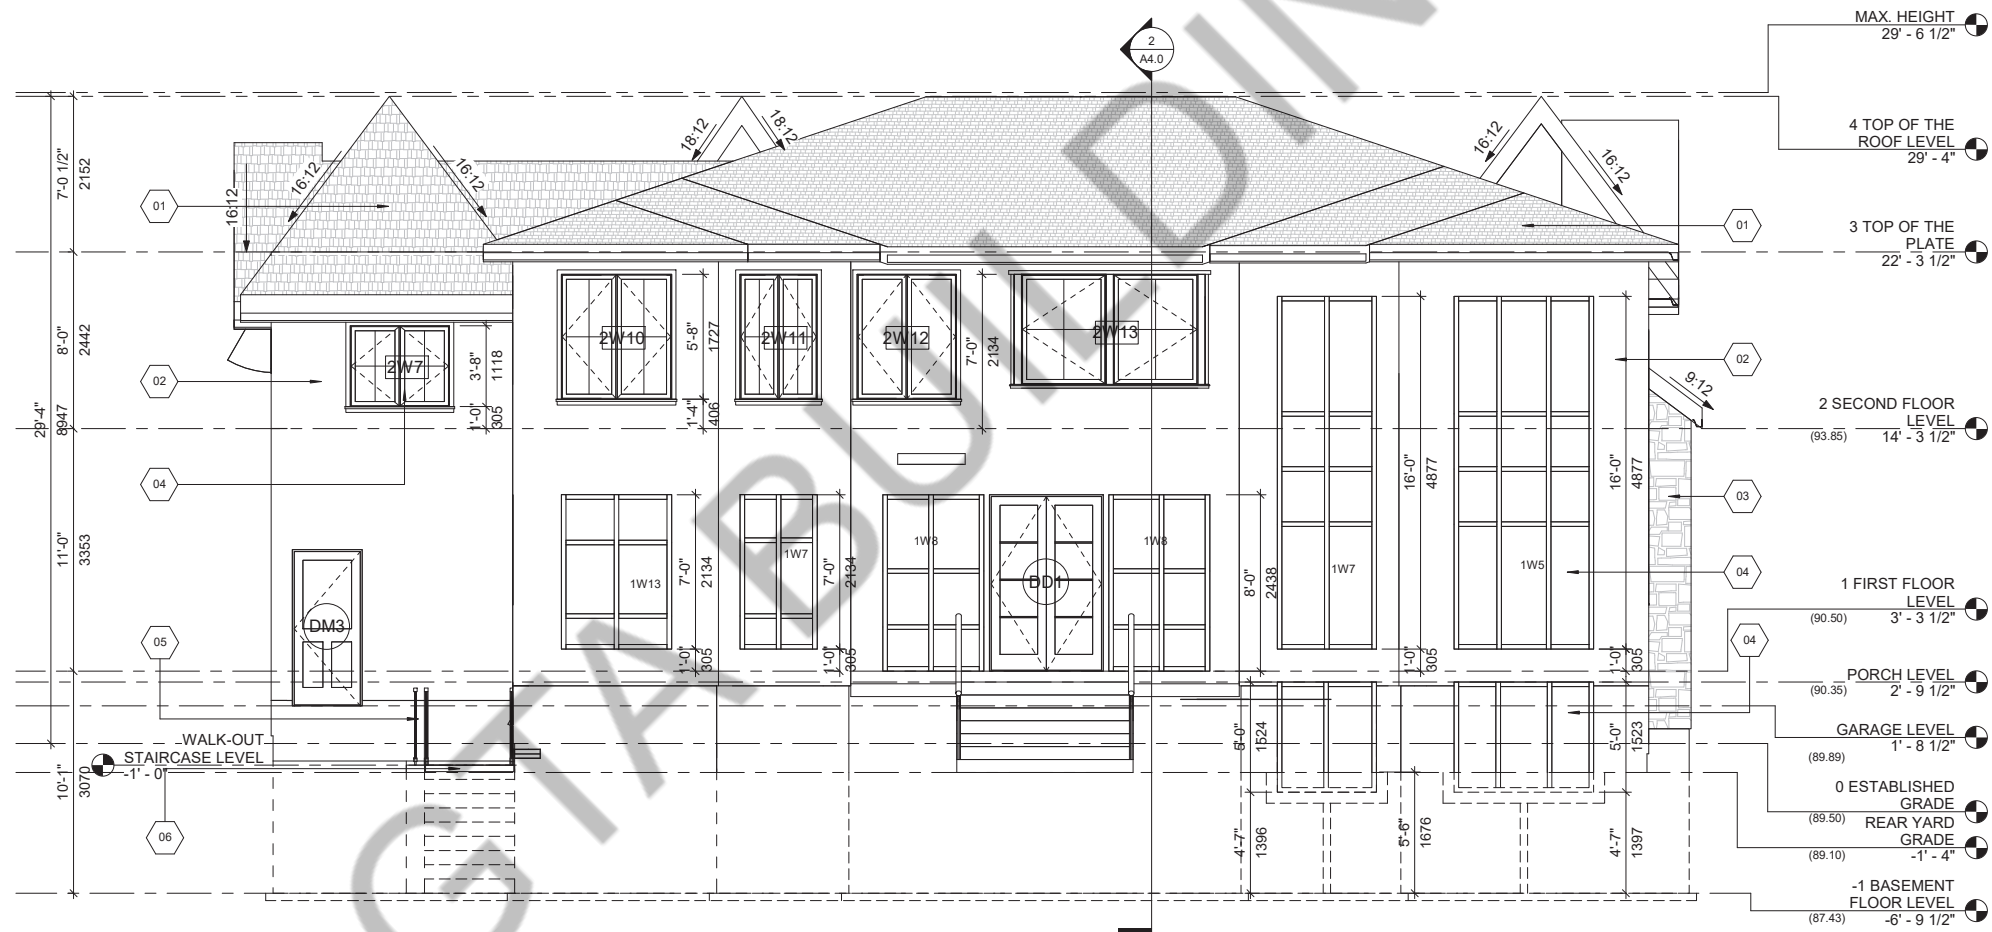 MAX. HEIGHT
29' - 6 1/2"
2
A4.0
4 TOP OF THE
ROOF LEVEL
29' - 4"
18:12
18:12
16:12
16:12
16:12
16:12
16:12
7'-0 1/2"
2152
01
01
3 TOP OF THE
PLATE
22' - 3 1/2"
8'-0"
2442
2W7
3'-8"
1118
1'-0"
305
2W10
5'-8"
1727
1'-4"
406
2W11
2W12
7'-0"
2134
2W13
02
02
9:12
29'-4"
8947
2 SECOND FLOOR
LEVEL
(93.85)
14' - 3 1/2"
04
16'-0"
4877
16'-0"
4877
03
11'-0"
3353
1W13
7'-0"
2134
1W7
7'-0"
2134
1W8
DD1
1W8
8'-0"
2438
1W7
1W5
04
1 FIRST FLOOR
LEVEL
(90.50)
3' - 3 1/2"
DM3
05
1'-0"
305
1'-0"
305
1'-0"
305
1'-0"
305
04
PORCH LEVEL
(90.35)
2' - 9 1/2"
GARAGE LEVEL
1' - 8 1/2"
(89.89)
WALK-OUT
STAIRCASE LEVEL
-1' - 0"
5'-0"
1524
5'-0"
1523
10'-1"
3070
0 ESTABLISHED
GRADE
(89.50)
REAR YARD
GRADE
(89.10)
-1' - 4"
06
4'-7"
1396
5'-6"
1676
4'-7"
1397
-1 BASEMENT
FLOOR LEVEL
(87.43)
-6' - 9 1/2"
GTA BUILDIN